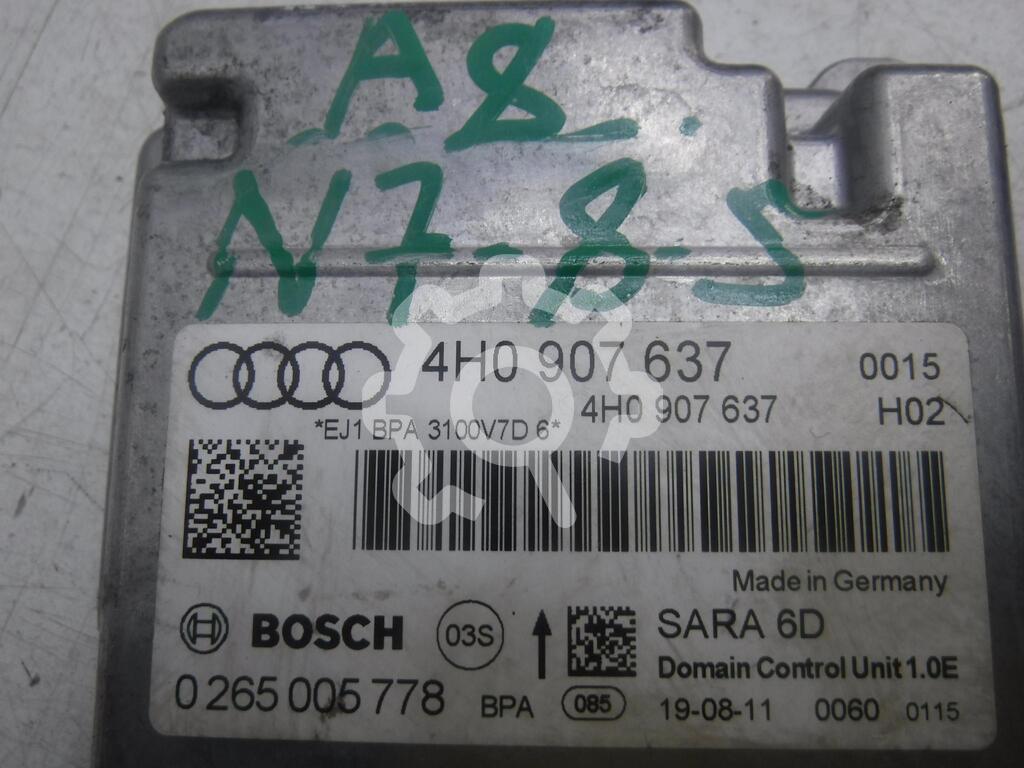 A8
N7-8-5
4H0 907 637 0015
4H0 907 637 H02
*EJ1 BPA 3100V7D 6*
Made in Germany
BOSCH 03S SARA 6D
Domain Control Unit 1.0E
0 265 005 778 BPA 085 19-08-11 0060 0115